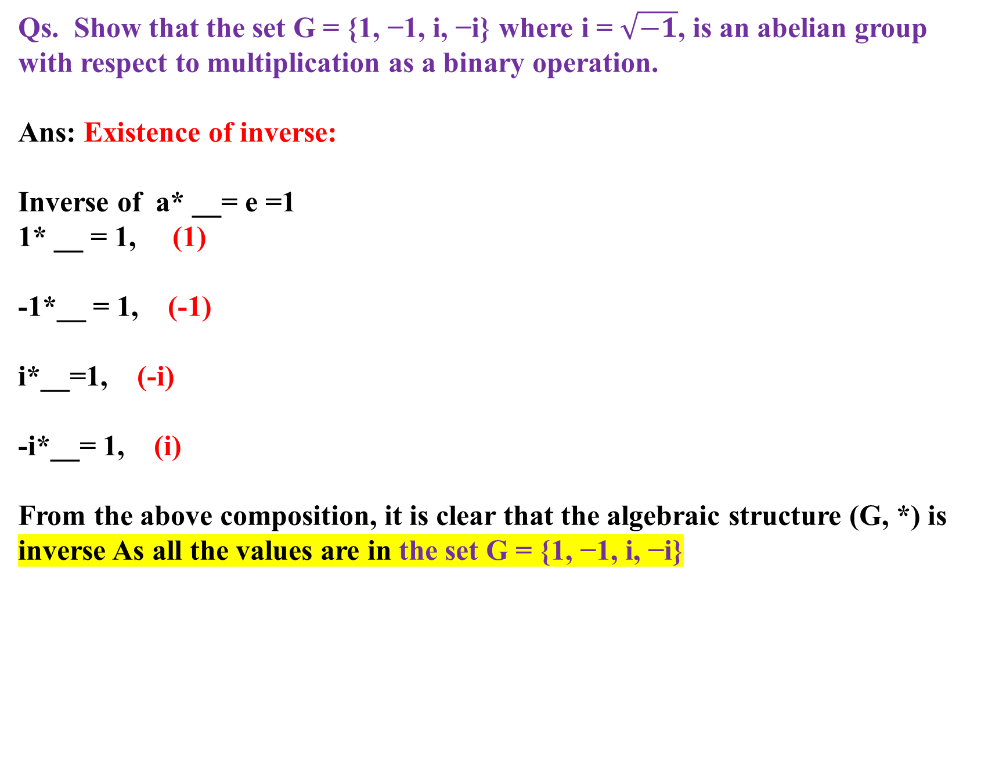 Qs.  Show that the set G = {1, −1, i, −i} where i = √−1, is an abelian group
with respect to multiplication as a binary operation.
Ans: Existence of inverse:
Inverse of  a* __= e =1
1* __ = 1,    (1)
-1*__ = 1,    (-1)
i*__=1,    (-i)
-i*__= 1,    (i)
From the above composition, it is clear that the algebraic structure (G, *) is
inverse As all the values are in the set G = {1, −1, i, −i}